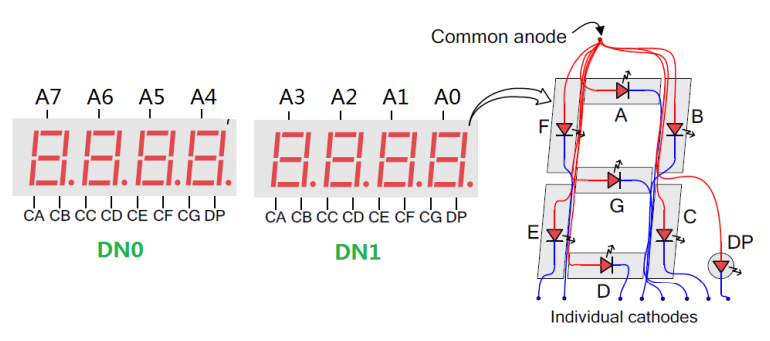 Common anode
A7 A6 A5 A4
A3 A2 A1 A0
CA CB CC CD CE CF CG DP
CA CB CC CD CE CF CG DP
DN0
DN1
A
F
B
G
E
C
DP
D
Individual cathodes